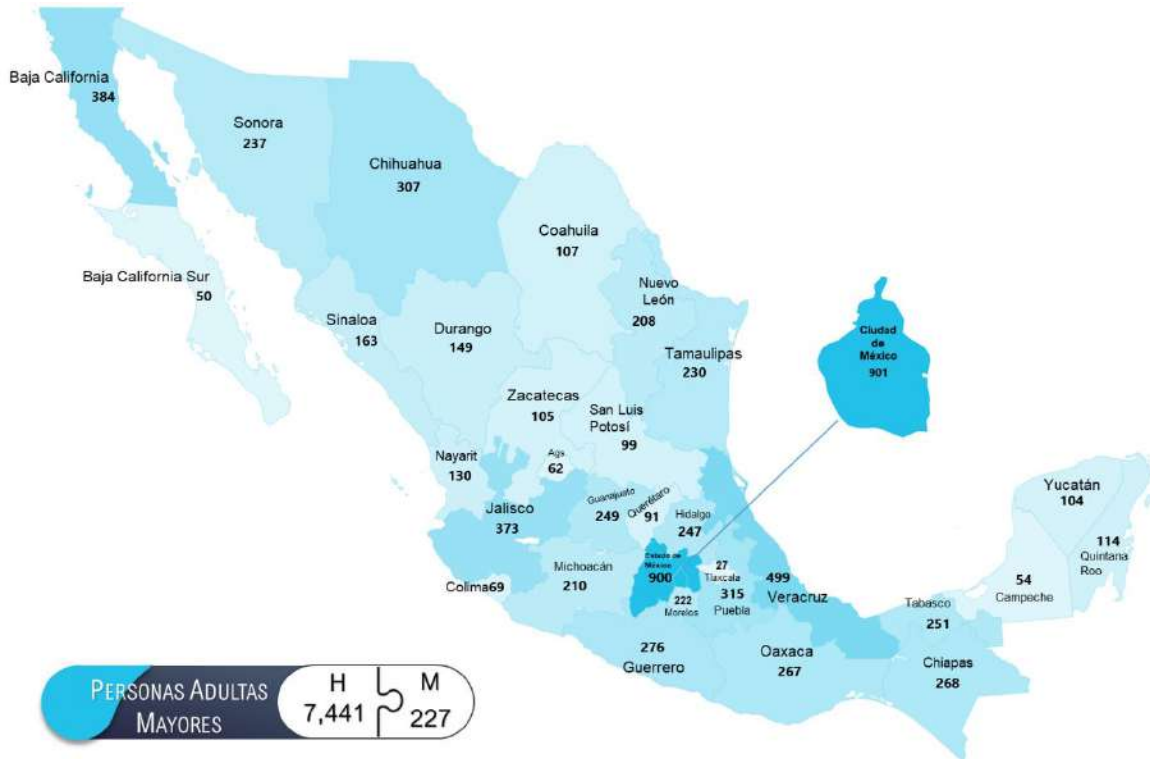 Baja California
384
Sonora
237
Chihuahua
307
Coahuila
107
Baja California Sur
50
Nuevo
León
208
Sinaloa
163
Durango
149
Tamaulipas
230
Ciudad
de
México
901
Zacatecas
105
San Luis
Potosí
99
Nayarit
130
Ags
62
Jalisco
373
Guanajuato
249
Querétaro
91
Hidalgo
247
Yucatán
104
114
Quintana
Roo
54
Campeche
Estado de
México
900
27
Tlaxcala
Michoacán
210
Colima 69
222
Morelos
315
Puebla
499
Veracruz
Tabasco
251
276
Guerrero
Oaxaca
267
Chiapas
268
PERSONAS ADULTAS
MAYORES
H
7,441
M
227